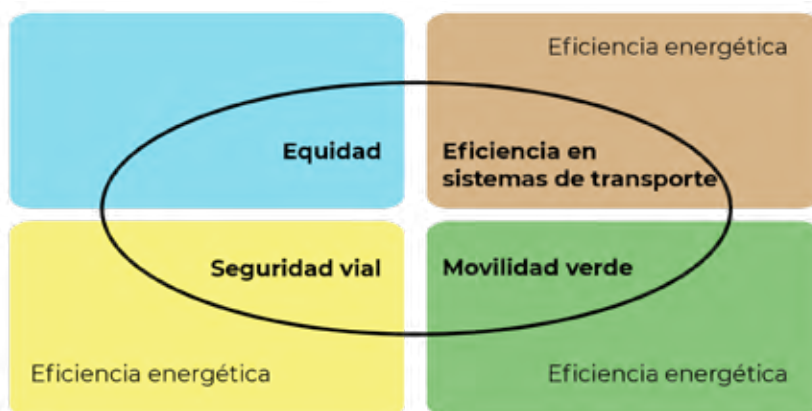 Eficiencia energética
Equidad
Eficiencia en
sistemas de transporte
Seguridad vial
Movilidad verde
Eficiencia energética
Eficiencia energética